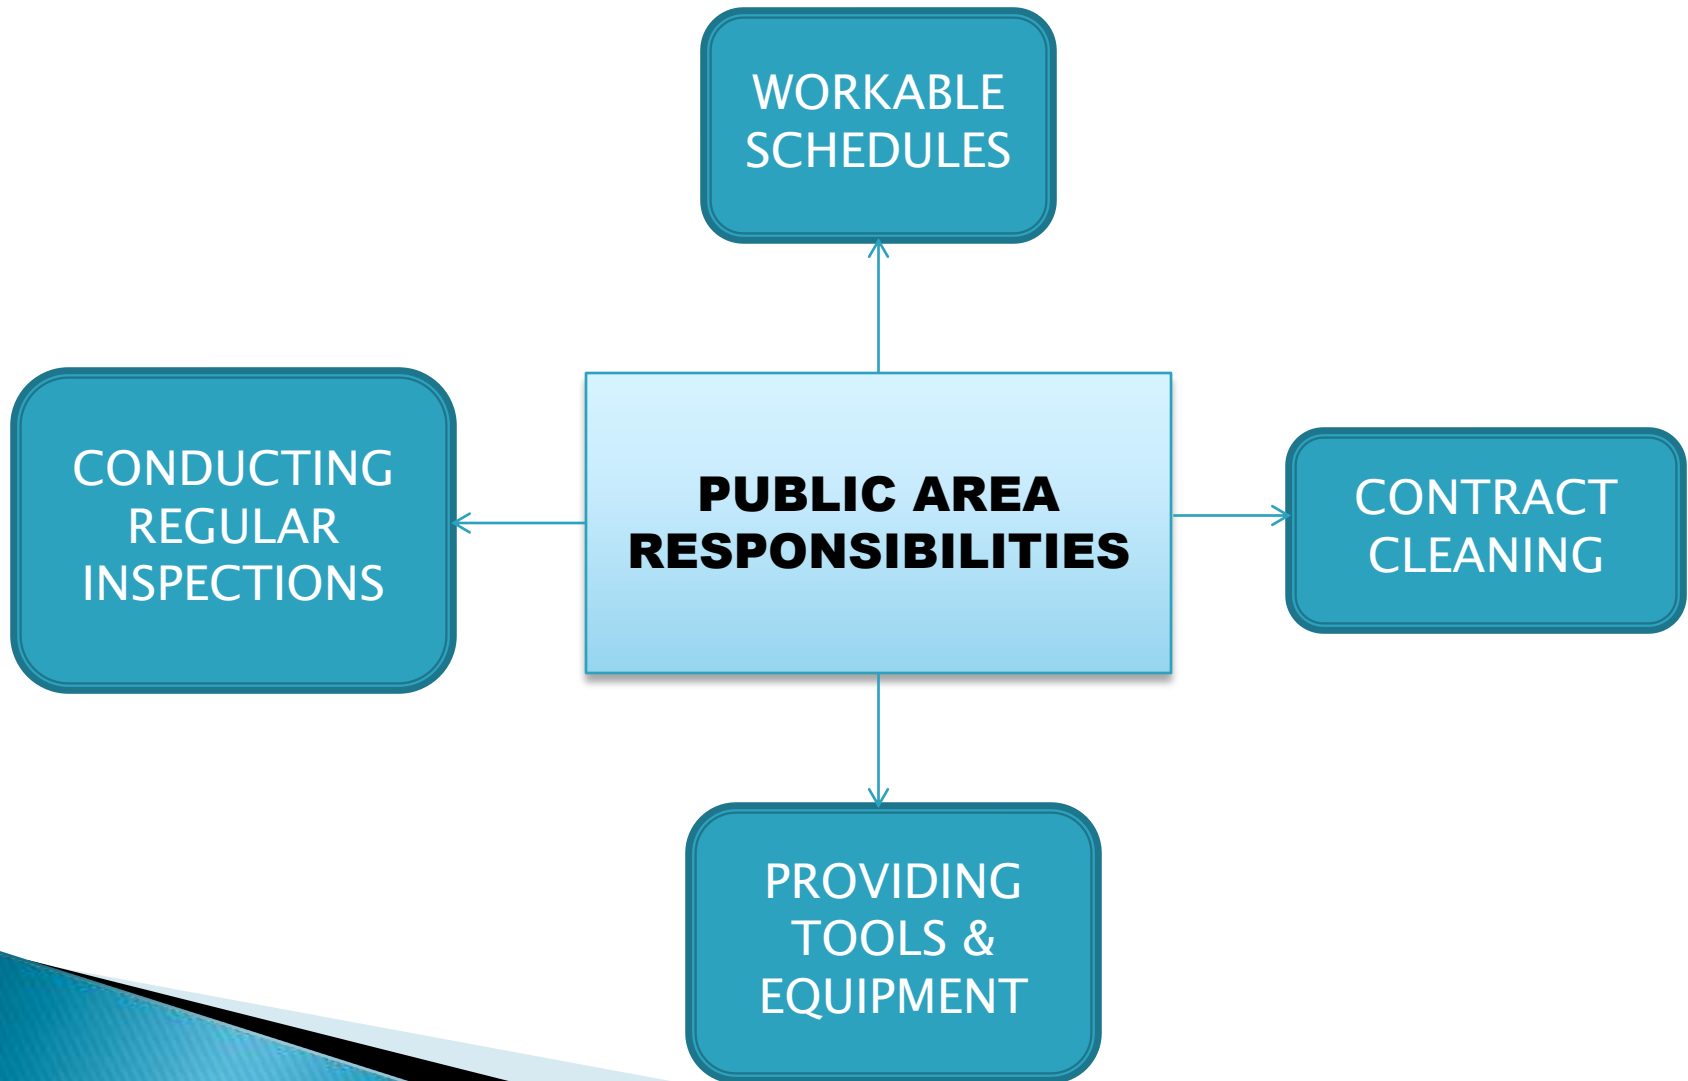 WORKABLE
SCHEDULES
CONDUCTING
REGULAR
INSPECTIONS
PUBLIC AREA
RESPONSIBILITIES
CONTRACT
CLEANING
PROVIDING
TOOLS &
EQUIPMENT